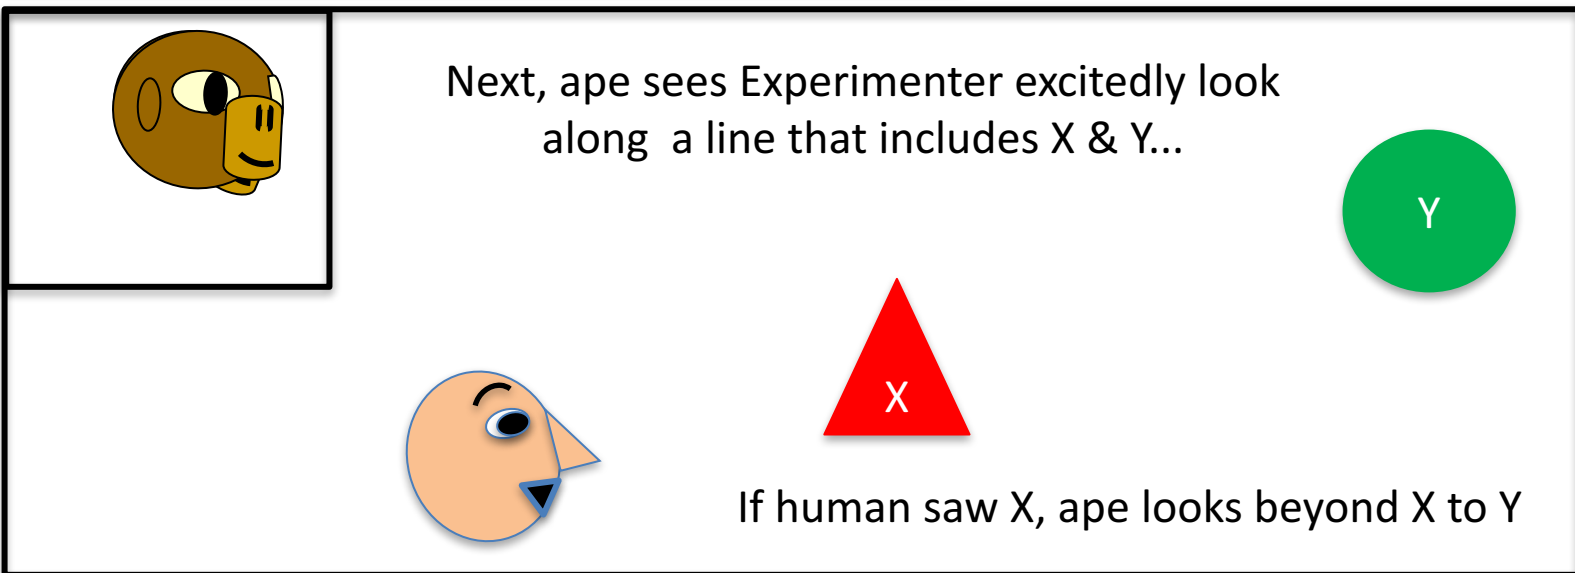 Next, ape sees Experimenter excitedly look
along a line that includes X & Y...
Y
X
If human saw X, ape looks beyond X to Y